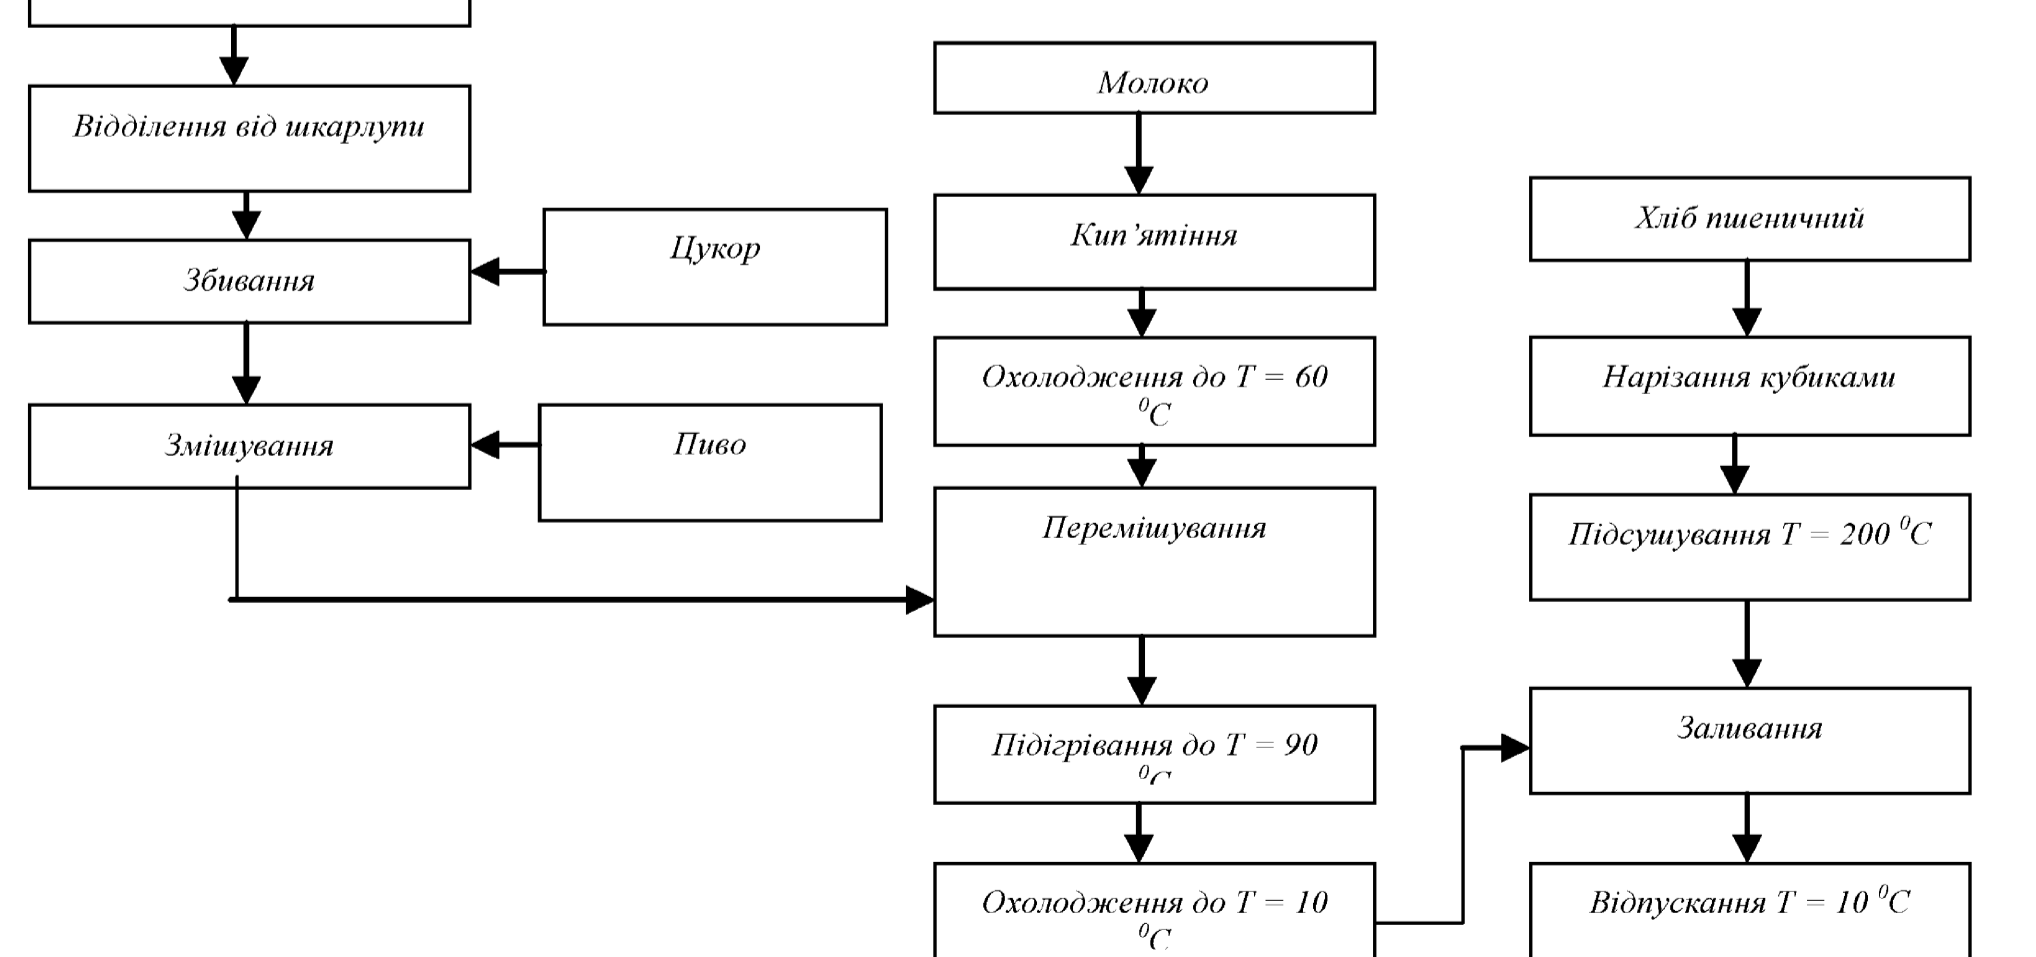 Відділення від шкарлупи
Збивання
Цукор
Змішування
Пиво
Молоко
Кип’ятіння
Охолодження до Т = 60
⁰С
Перемішування
Підігрівання до Т = 90
⁰С
Охолодження до Т = 10
⁰С
Хліб пшеничний
Нарізання кубиками
Підсушування Т = 200 ⁰С
Заливання
Відпускання Т = 10 ⁰С